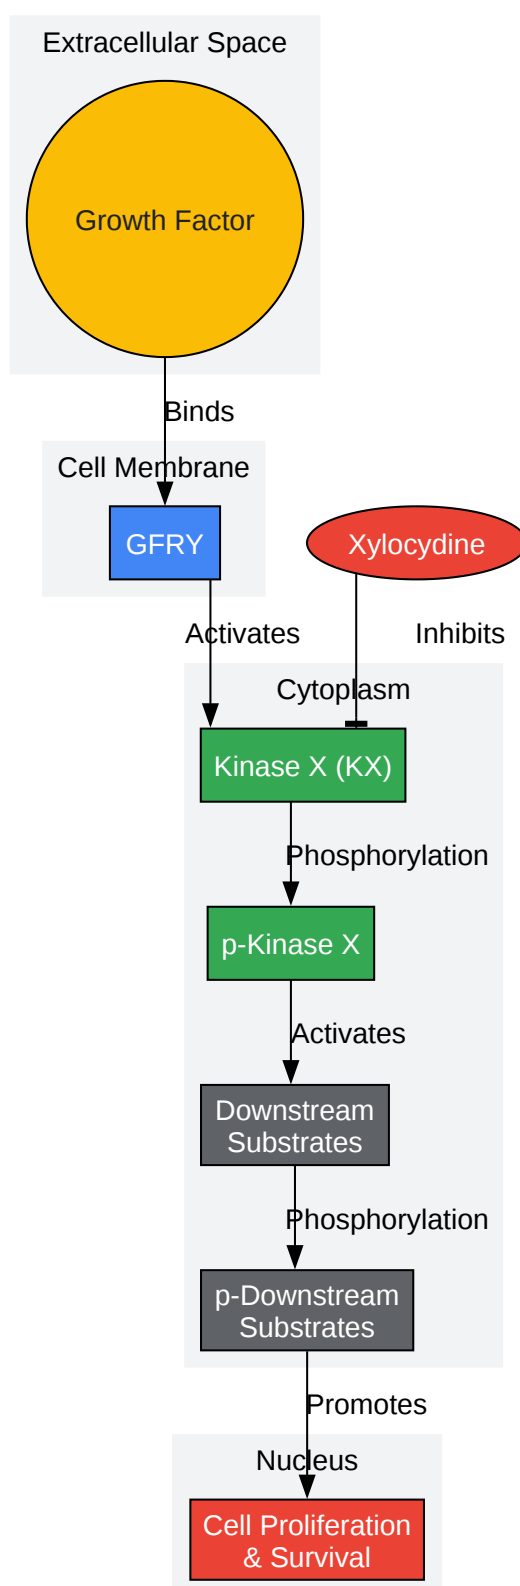 Extracellular Space
Growth Factor
Binds
Cell Membrane
GFRY
Xylocydine
Activates
Inhibits
Cytoplasm
Kinase X (KX)
Phosphorylation
p-Kinase X
Activates
Downstream
Substrates
Phosphorylation
p-Downstream
Substrates
Promotes
Nucleus
Cell Proliferation
& Survival